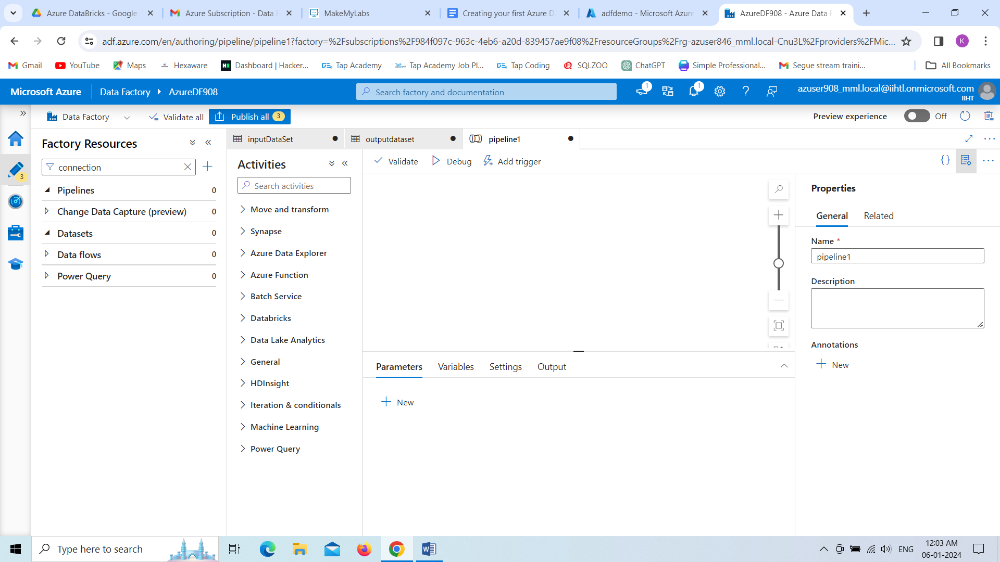 Azure DataBricks - Google
Azure Subscription - Data
MakeMyLabs
Creating your first Azure D
adfdemo - Microsoft Azure
AzureDF908 - Azure Data F
adf.azure.com/en/authoring/pipeline/pipeline1?factory=%2Fsubscriptions%2F984f097c-963c-4eb6-a20d-839457ae9f08%2FresourceGroups%2Frg-azuser846_mml.local-Cnu3L%2Fproviders%2FMic...
K
Gmail
YouTube
Maps
Hexaware
Dashboard | Hacker...
Tap Academy
Tap Academy Job Pl...
Tap Coding
SQLZOO
ChatGPT
Simple Professional...
Segue stream traini...
All Bookmarks
Microsoft Azure
Data Factory
AzureDF908
Search factory and documentation
1
1
azuser908_mml.local@iihtl.onmicrosoft.com
IIHT
Data Factory
Validate all
Publish all 3
Preview experience
Off
Factory Resources
connection
3
Pipelines 0
Change Data Capture (preview) 0
Datasets 0
Data flows 0
Power Query 0
inputDataSet
outputdataset
pipeline1
Activities
Search activities
Move and transform
Synapse
Azure Data Explorer
Azure Function
Batch Service
Databricks
Data Lake Analytics
General
HDInsight
Iteration & conditionals
Machine Learning
Power Query
Validate
Debug
Add trigger
Parameters
Variables
Settings
Output
New
Properties
General
Related
Name *
pipeline1
Description
Annotations
New
Type here to search
ENG
12:03 AM
06-01-2024